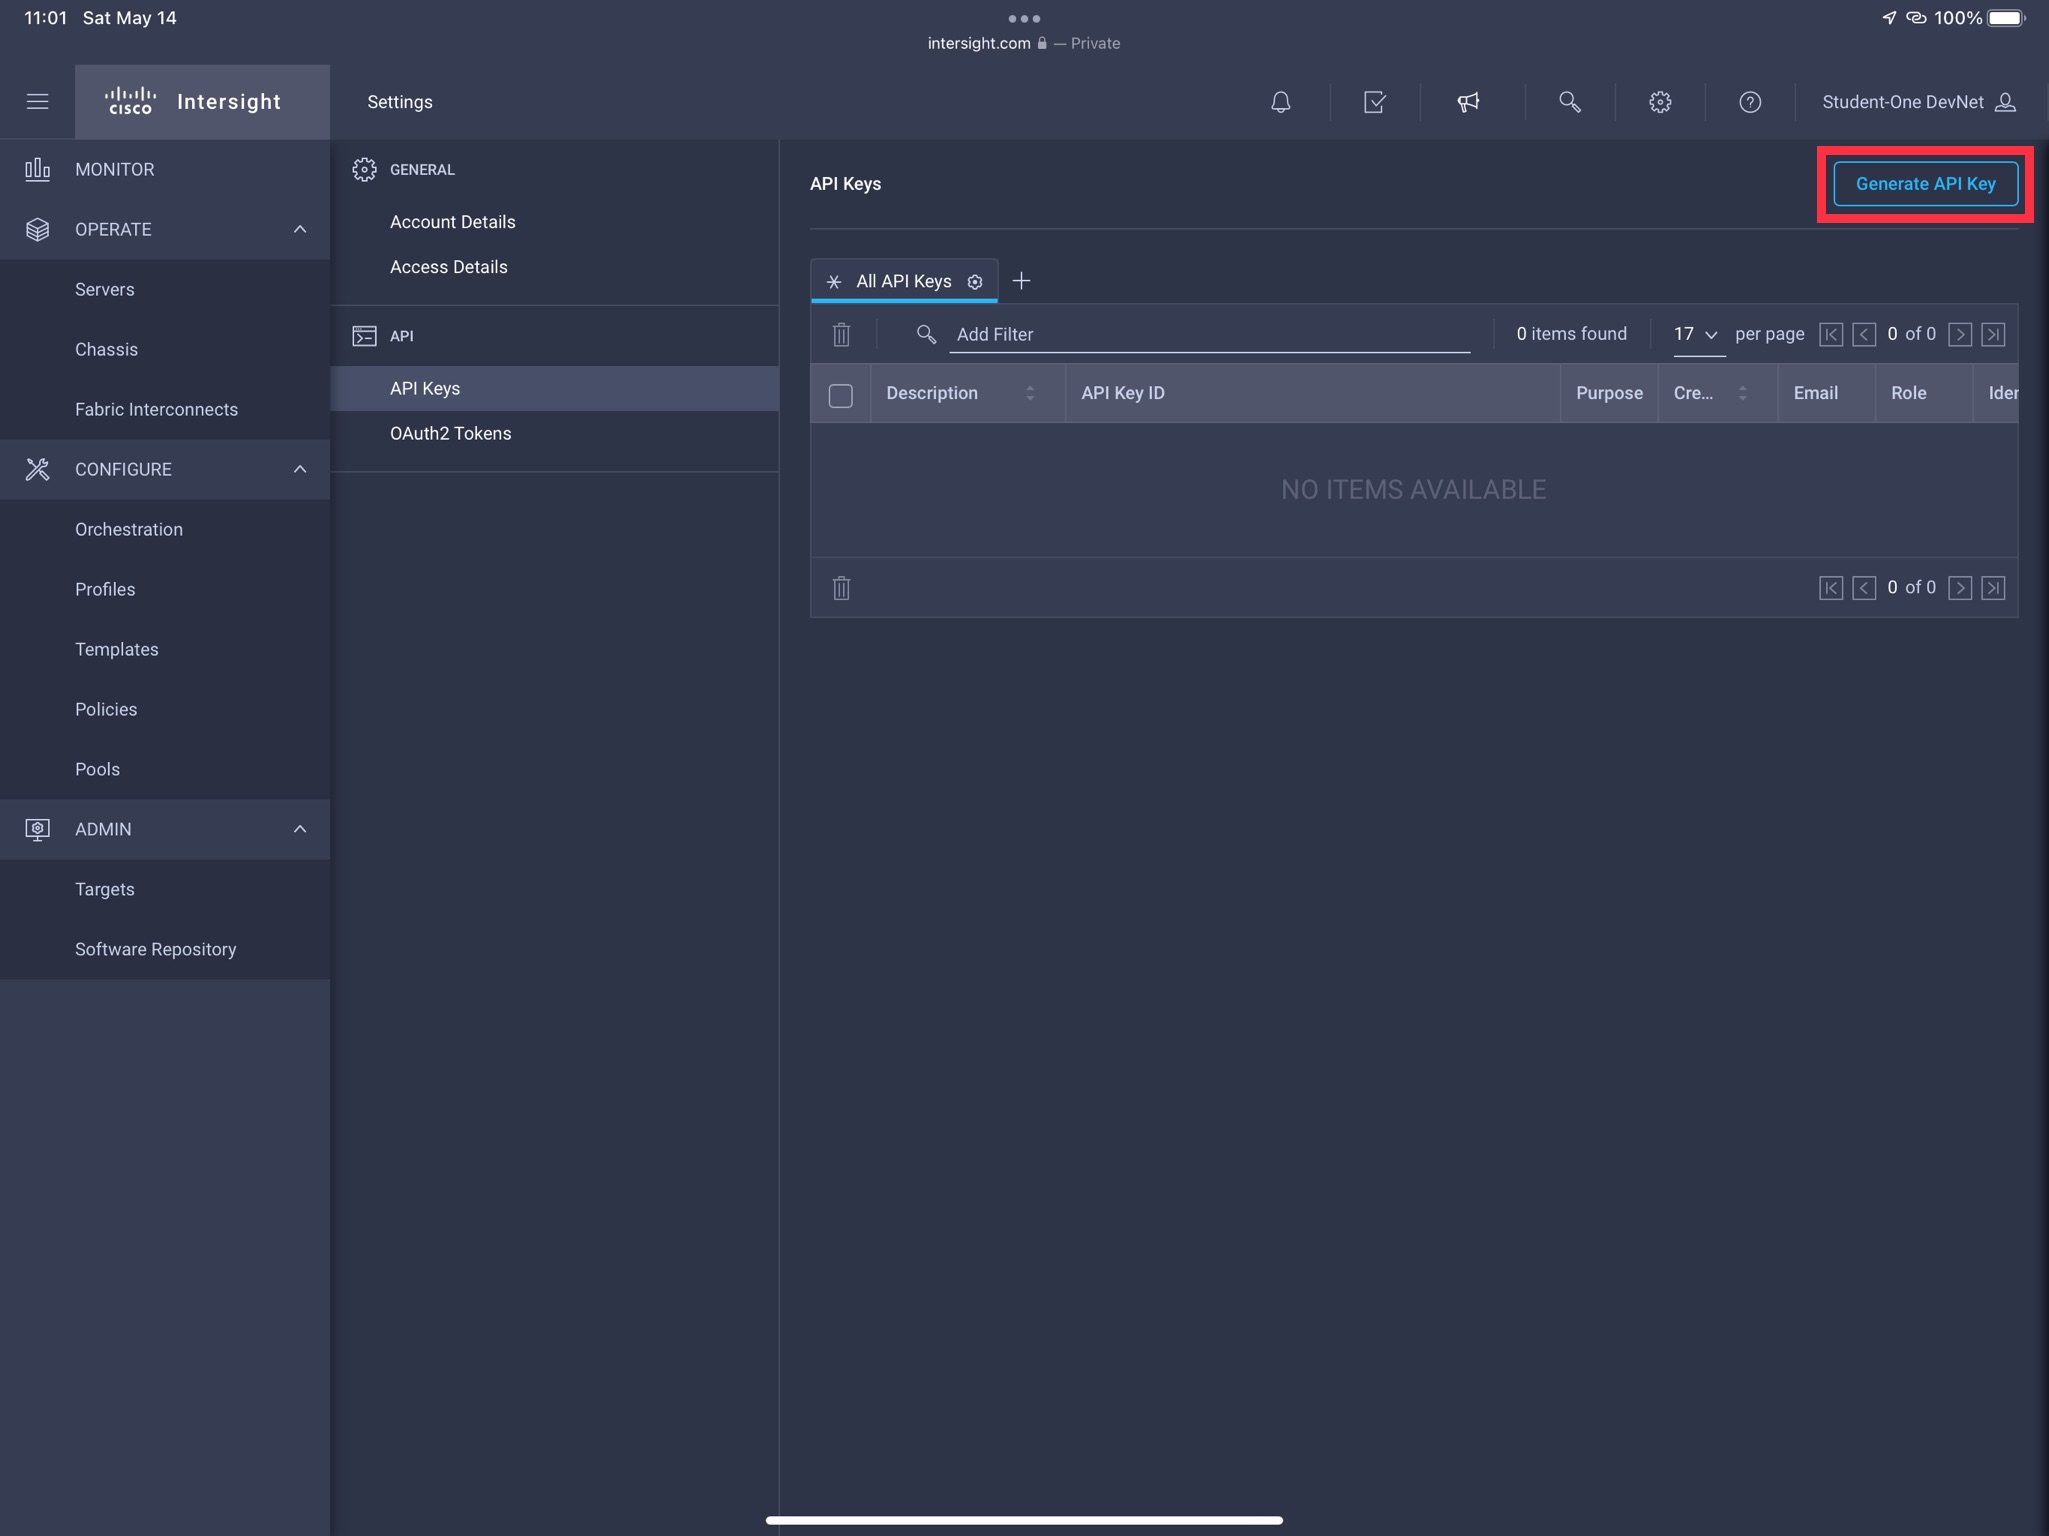 11:01 Sat May 14
100%
intersight.com — Private
CISCO Intersight
Settings
Student-One DevNet
MONITOR
OPERATE
Servers
Chassis
Fabric Interconnects
CONFIGURE
Orchestration
Profiles
Templates
Policies
Pools
ADMIN
Targets
Software Repository
GENERAL
Account Details
Access Details
API
API Keys
OAuth2 Tokens
API Keys
Generate API Key
All API Keys
Add Filter
0 items found
17 per page
0 of 0
Description API Key ID Purpose Cre... Email Role Ider
NO ITEMS AVAILABLE
0 of 0